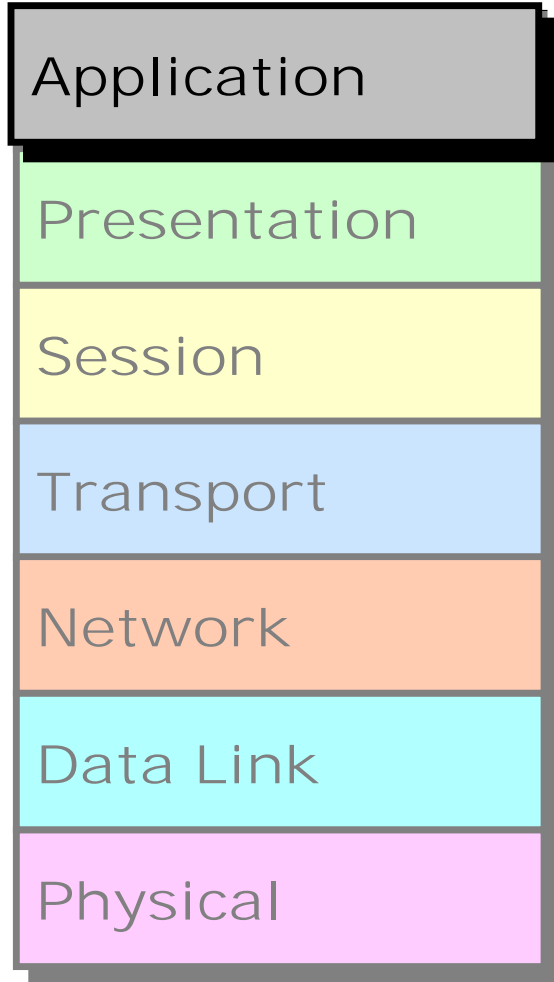 Application
Presentation
Session
Transport
Network
Data Link
Physical